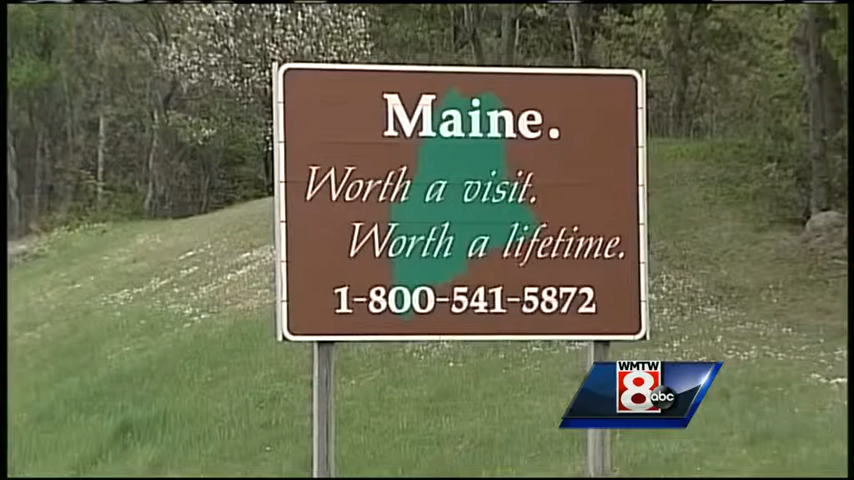 Maine.
Worth a visit.
Worth a lifetime.
1-800-541-5872
WMTW
8
abc